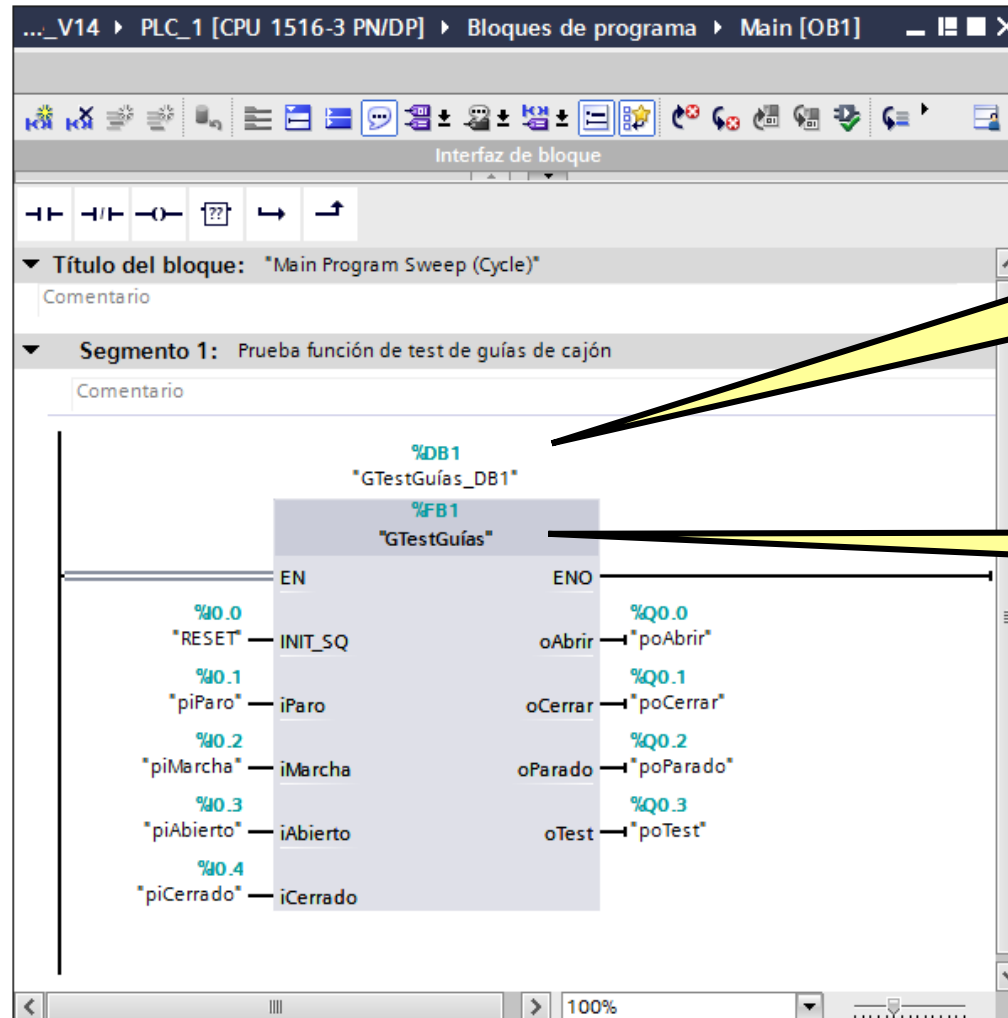 ..._V14 ▸ PLC_1 [CPU 1516-3 PN/DP] ▸ Bloques de programa ▸ Main [OB1]
Interfaz de bloque
??
Título del bloque: "Main Program Sweep (Cycle)"
Comentario
Segmento 1: Prueba función de test de guías de cajón
Comentario
%DB1
"GTestGuías_DB1"
%FB1
"GTestGuías"
EN ENO
%I0.0 %Q0.0
"RESET" INIT_SQ oAbrir "poAbrir"
%I0.1 %Q0.1
"piParo" iParo oCerrar "poCerrar"
%I0.2 %Q0.2
"piMarcha" iMarcha oParado "poParado"
%I0.3 %Q0.3
"piAbierto" iAbierto oTest "poTest"
%I0.4
"piCerrado" iCerrado
100%